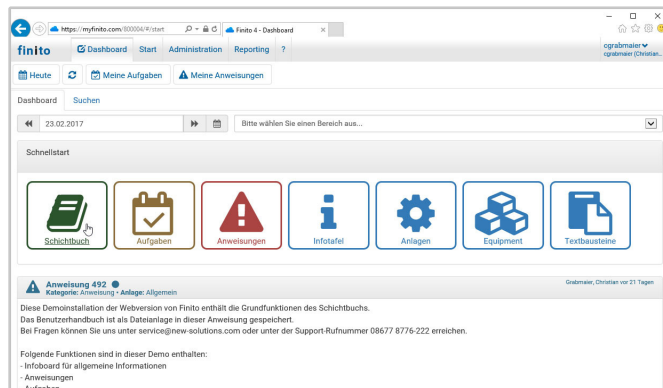 https://myfinito.com/800004/#/start
Finito 4 - Dashboard
finito
Dashboard
Start
Administration
Reporting
?
cgrabmaier
cgrabmaier (Christian...
Heute
Meine Aufgaben
Meine Anweisungen
Dashboard
Suchen
23.02.2017
Bitte wählen Sie einen Bereich aus...
Schnellstart
Schichtbuch
Aufgaben
Anweisungen
Infotafel
Anlagen
Equipment
Textbausteine
Anweisung 492
Grabmaier, Christian vor 21 Tagen
Kategorie: Anweisung • Anlage: Allgemein
Diese Demoinstallation der Webversion von Finito enthält die Grundfunktionen des Schichtbuchs.
Das Benutzerhandbuch ist als Dateianlage in dieser Anweisung gespeichert.
Bei Fragen können Sie uns unter service@new-solutions.com oder unter der Support-Rufnummer 08677 8776-222 erreichen.
Folgende Funktionen sind in dieser Demo enthalten:
- Infoboard für allgemeine Informationen
- Anweisungen
- Aufgaben